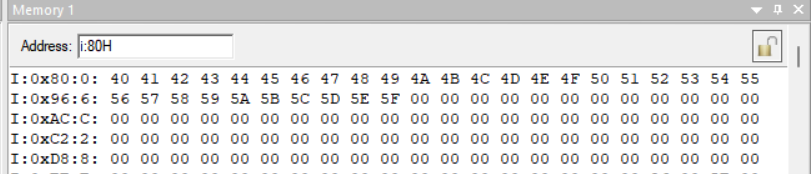 Memory 1
Address: i:80H
I:0x80:0: 40 41 42 43 44 45 46 47 48 49 4A 4B 4C 4D 4E 4F 50 51 52 53 54 55
I:0x96:6: 56 57 58 59 5A 5B 5C 5D 5E 5F 00 00 00 00 00 00 00 00 00 00 00 00
I:0xAC:C: 00 00 00 00 00 00 00 00 00 00 00 00 00 00 00 00 00 00 00 00 00 00
I:0xC2:2: 00 00 00 00 00 00 00 00 00 00 00 00 00 00 00 00 00 00 00 00 00 00
I:0xD8:8: 00 00 00 00 00 00 00 00 00 00 00 00 00 00 00 00 00 00 00 00 00 00